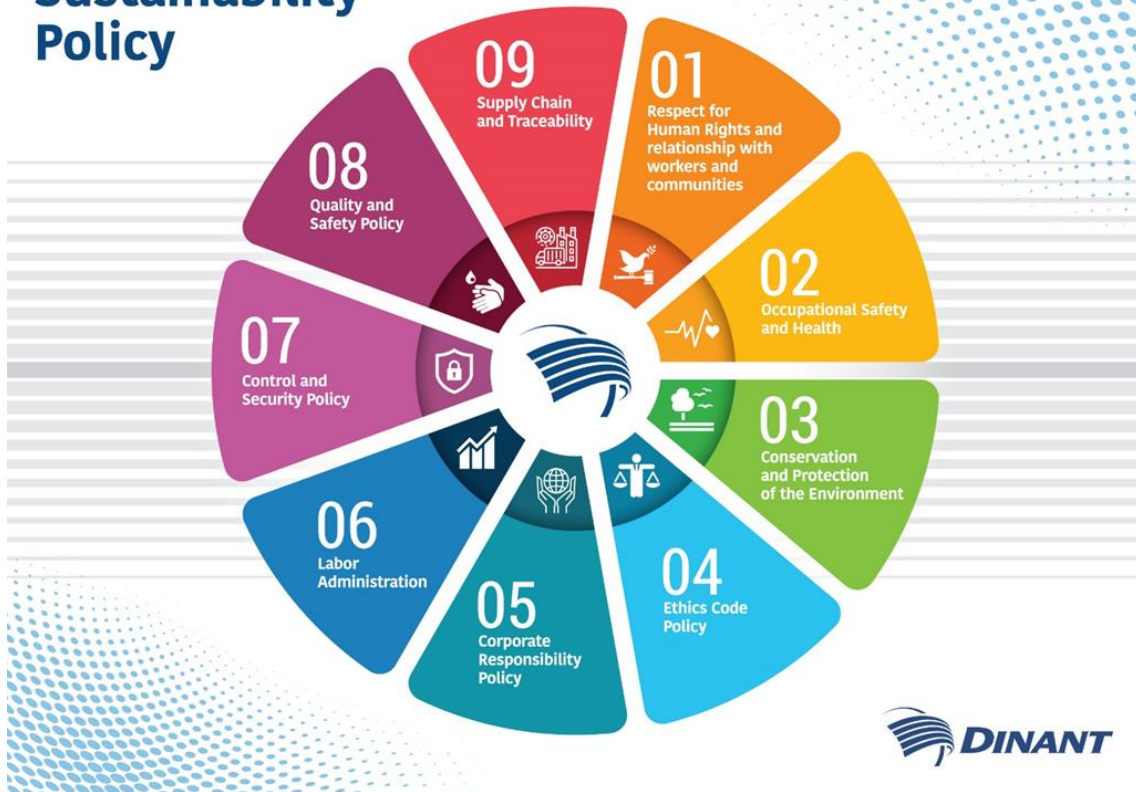 Sustainability
Policy
01
Respect for
Human Rights and
relationship with
workers and
communities
02
Occupational Safety
and Health
03
Conservation
and Protection
of the Environment
04
Ethics Code
Policy
05
Corporate
Responsibility
Policy
06
Labor
Administration
07
Control and
Security Policy
08
Quality and
Safety Policy
09
Supply Chain
and Traceability
DINANT